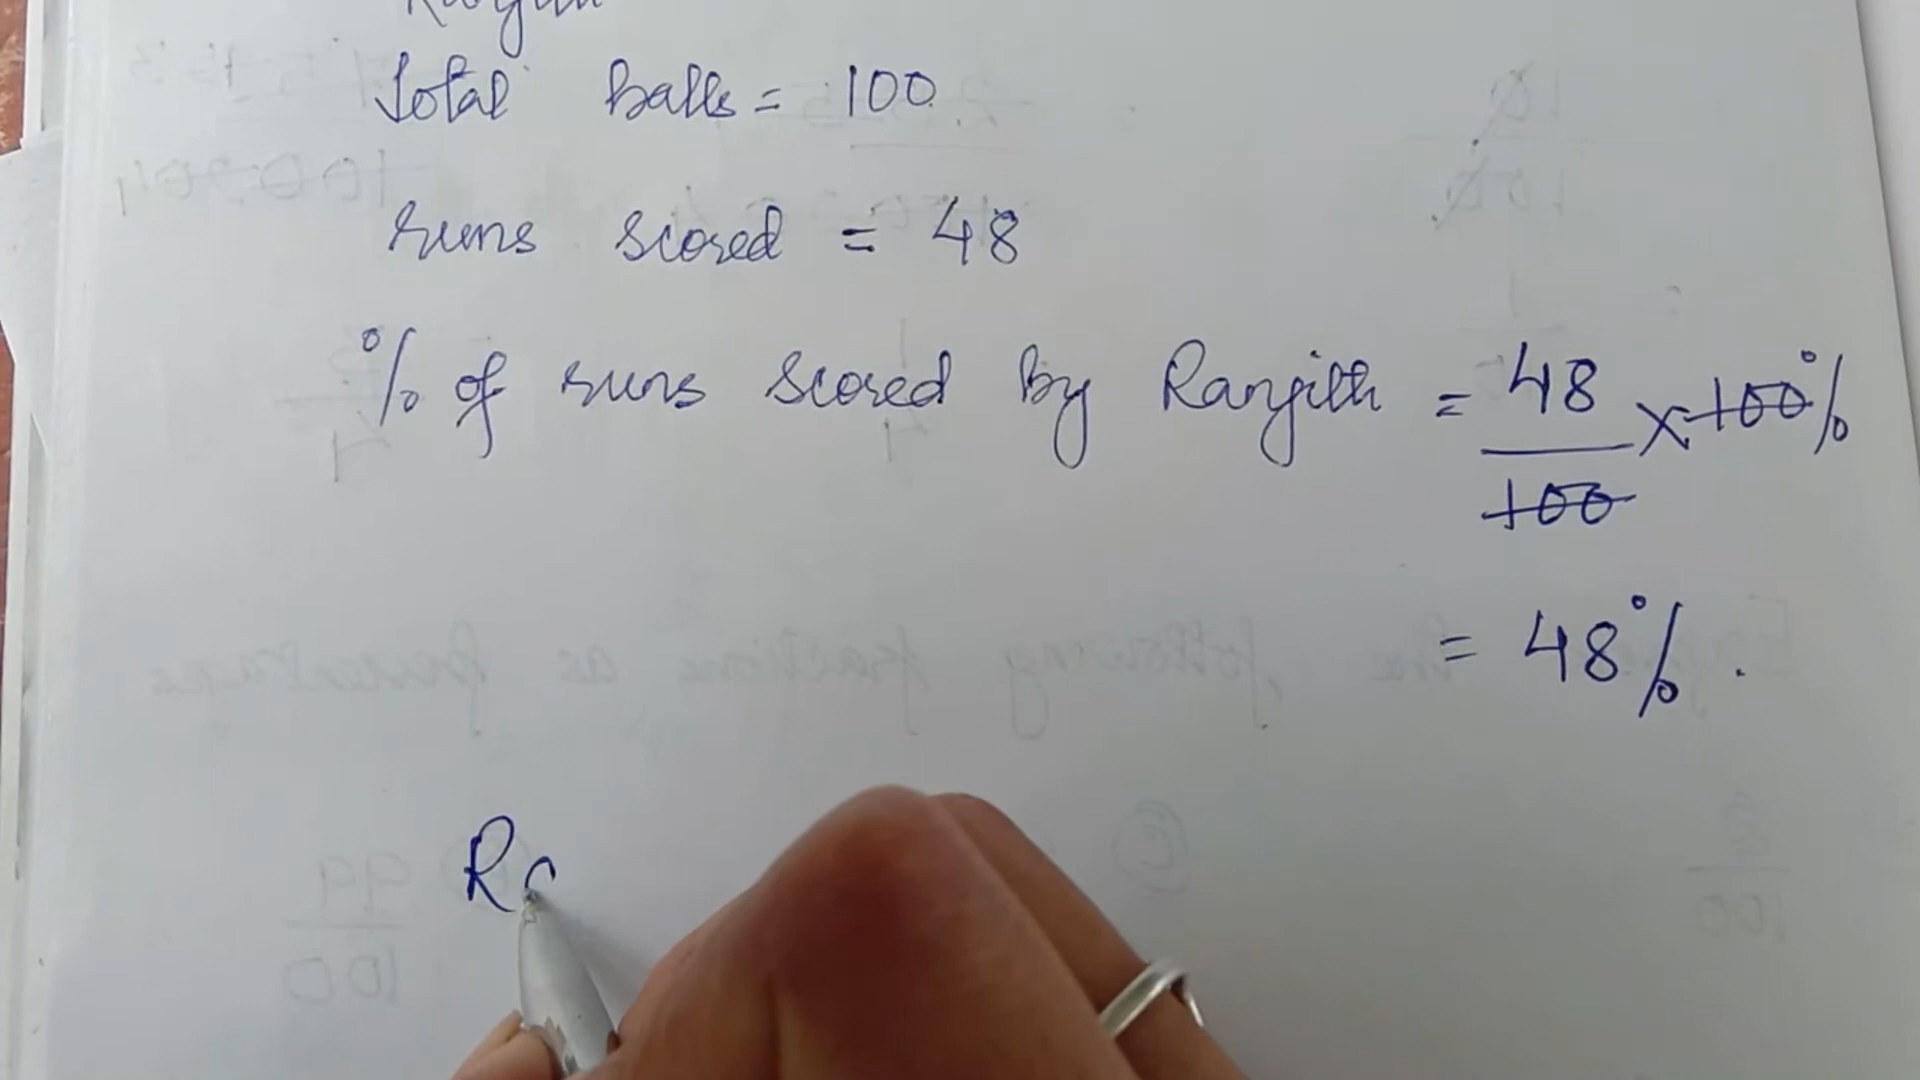 Total balls = 100
runs scored = 48
% of runs scored by Ranjith = 48/100 × 100%
= 48%.
R